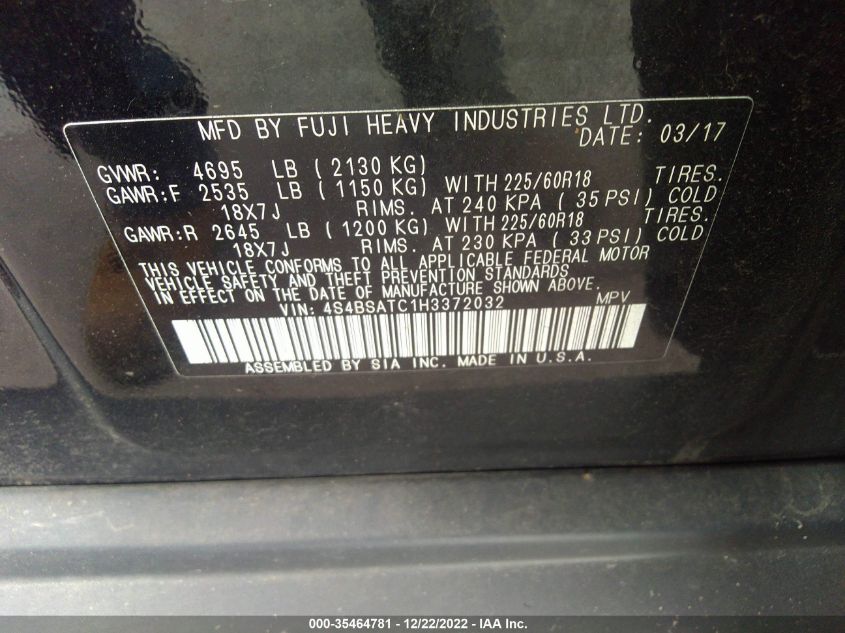 MFD BY FUJI HEAVY INDUSTRIES LTD.
DATE: 03/17
GVWR: 4695 LB ( 2130 KG)
GAWR:F 2535 LB ( 1150 KG) WITH 225/60R18 TIRES.
18X7J RIMS. AT 240 KPA ( 35 PSI) COLD
GAWR:R 2645 LB ( 1200 KG) WITH 225/60R18 TIRES.
18X7J RIMS. AT 230 KPA ( 33 PSI) COLD
THIS VEHICLE CONFORMS TO ALL APPLICABLE FEDERAL MOTOR
VEHICLE SAFETY AND THEFT PREVENTION STANDARDS
IN EFFECT ON THE DATE OF MANUFACTURE SHOWN ABOVE.
VIN: 4S4BSATC1H3372032 MPV
ASSEMBLED BY SIA INC. MADE IN U.S.A.
000-35464781 - 12/22/2022 - IAA Inc.